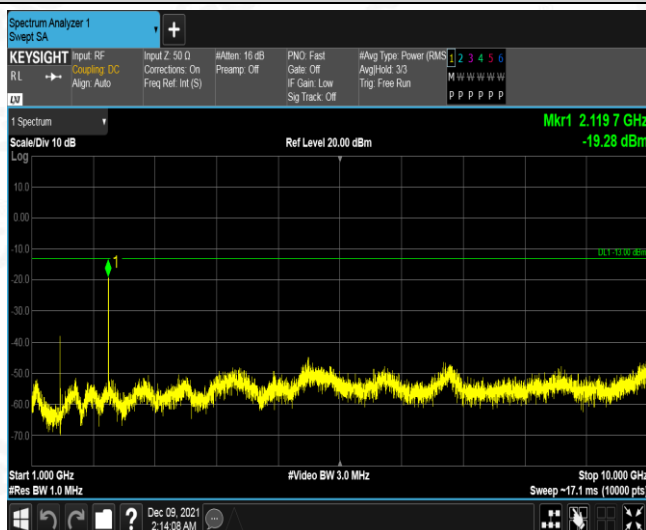 Spectrum Analyzer 1
Swept SA
+
KEYSIGHT Input: RF Input Z: 50 Ω #Atten: 16 dB PNO: Fast #Avg Type: Power (RMS 1 2 3 4 5 6
RL Coupling: DC Corrections: On Preamp: Off Gate: Off Avg|Hold: 3/3 M W W W W W
Align: Auto Freq Ref: Int (S) IF Gain: Low Trig: Free Run
Sig Track: Off P P P P P P
LXI
1 Spectrum Mkr1 2.119 7 GHz
Scale/Div 10 dB Ref Level 20.00 dBm -19.28 dBm
Log
10.0
0.00
-10.0
DL1 -13.00 dBm
1
-20.0
-30.0
-40.0
-50.0
-60.0
-70.0
Start 1.000 GHz #Video BW 3.0 MHz Stop 10.000 GHz
#Res BW 1.0 MHz Sweep ~17.1 ms (10000 pts)
? Dec 09, 2021
2:14:08 AM